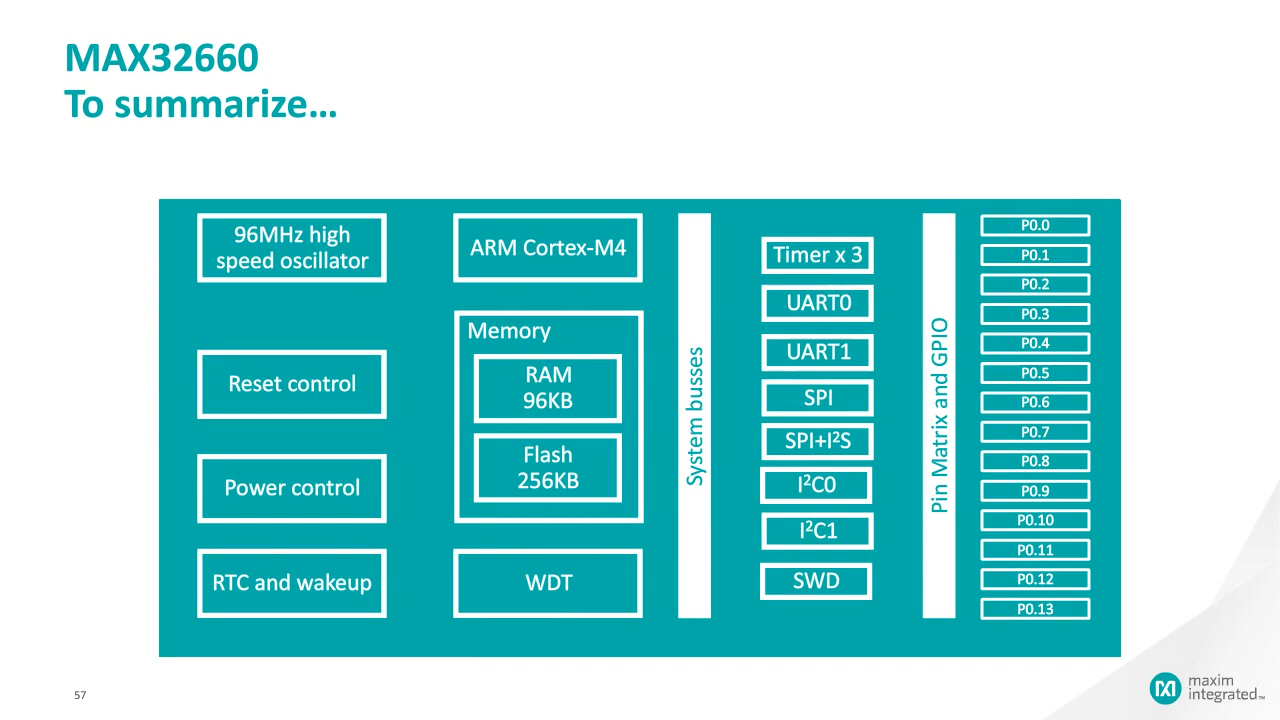 MAX32660
To summarize…
96MHz high
speed oscillator
Reset control
Power control
RTC and wakeup
ARM Cortex-M4
Memory
RAM
96KB
Flash
256KB
WDT
System busses
Timer x 3
UART0
UART1
SPI
SPI+I²S
I²C0
I²C1
SWD
Pin Matrix and GPIO
P0.0
P0.1
P0.2
P0.3
P0.4
P0.5
P0.6
P0.7
P0.8
P0.9
P0.10
P0.11
P0.12
P0.13
57
maxim
integrated™